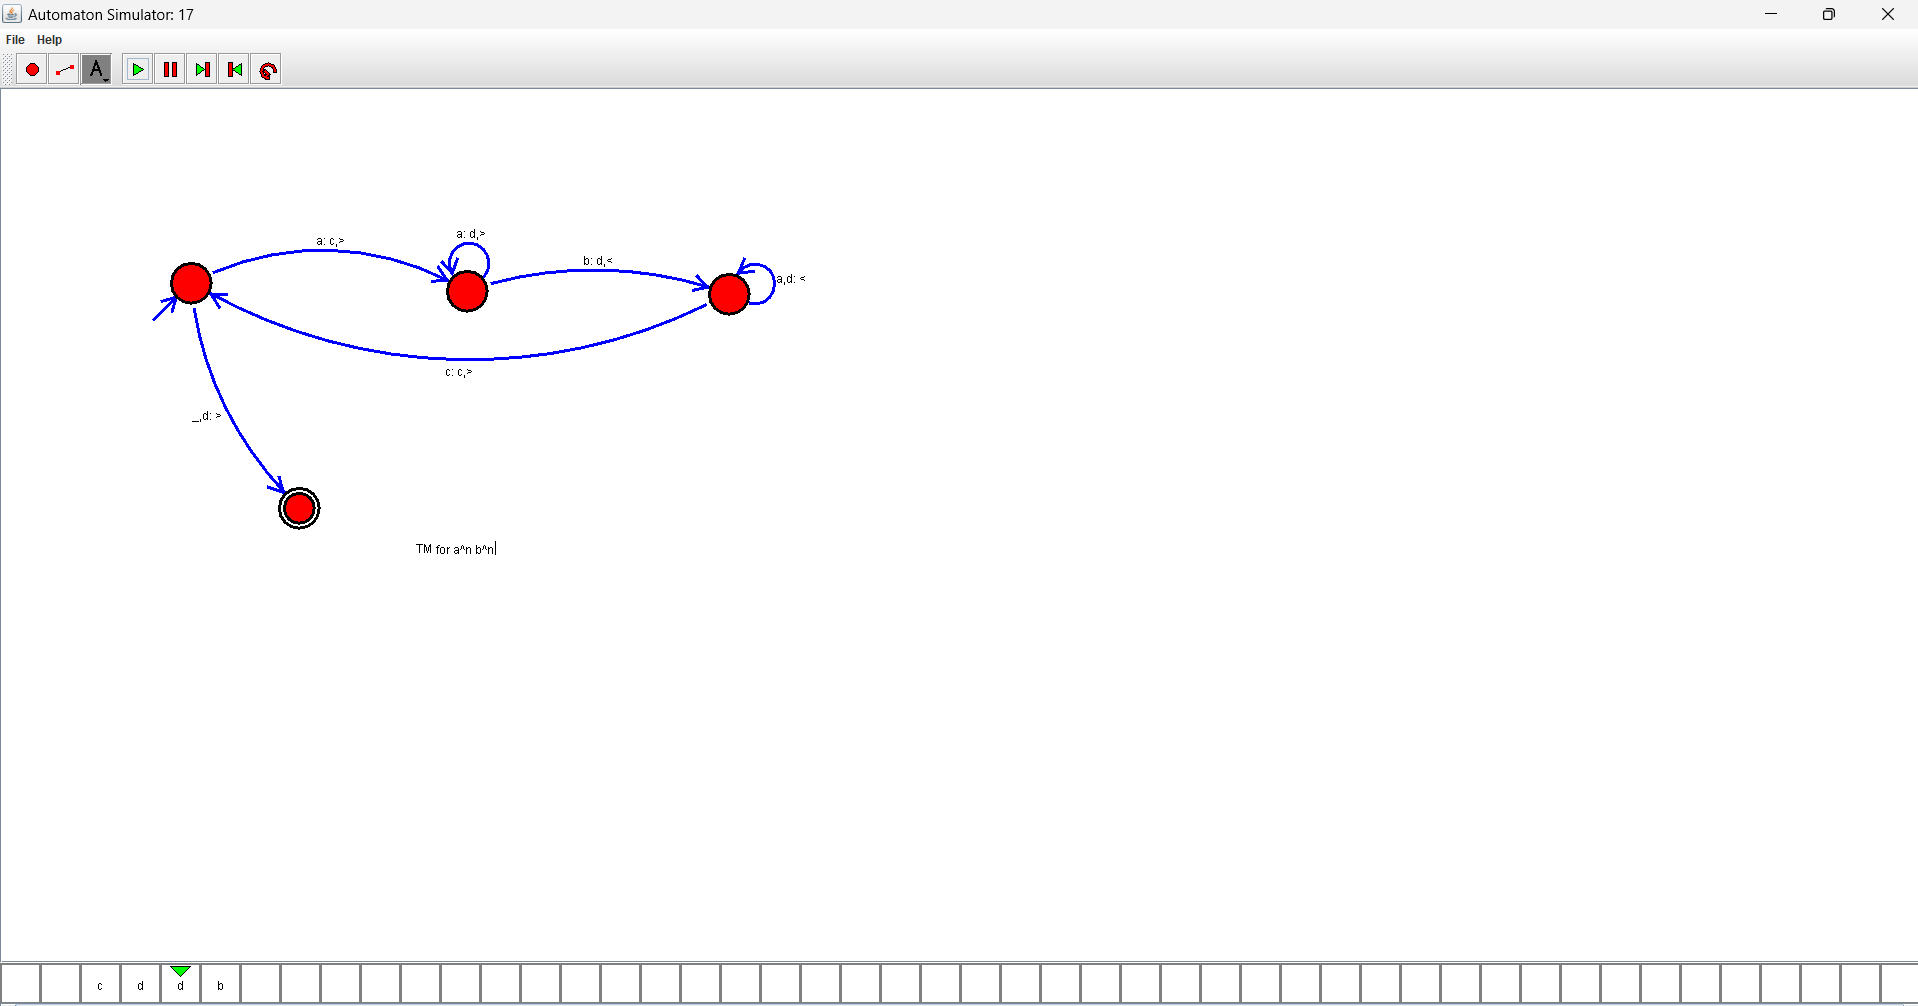 Automaton Simulator: 17
File Help
A
a: d,>
a: c,>
b: d,<
a,d: <
c: c,>
_,d: >
TM for a^n b^n
c d d b